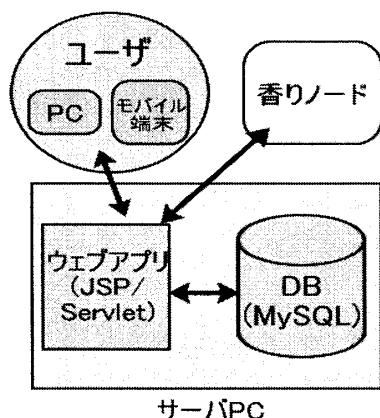 ユーザ
PC
モバイル
端末
香りノード
ウェブアプリ
(JSP/
Servlet)
DB
(MySQL)
サーバPC